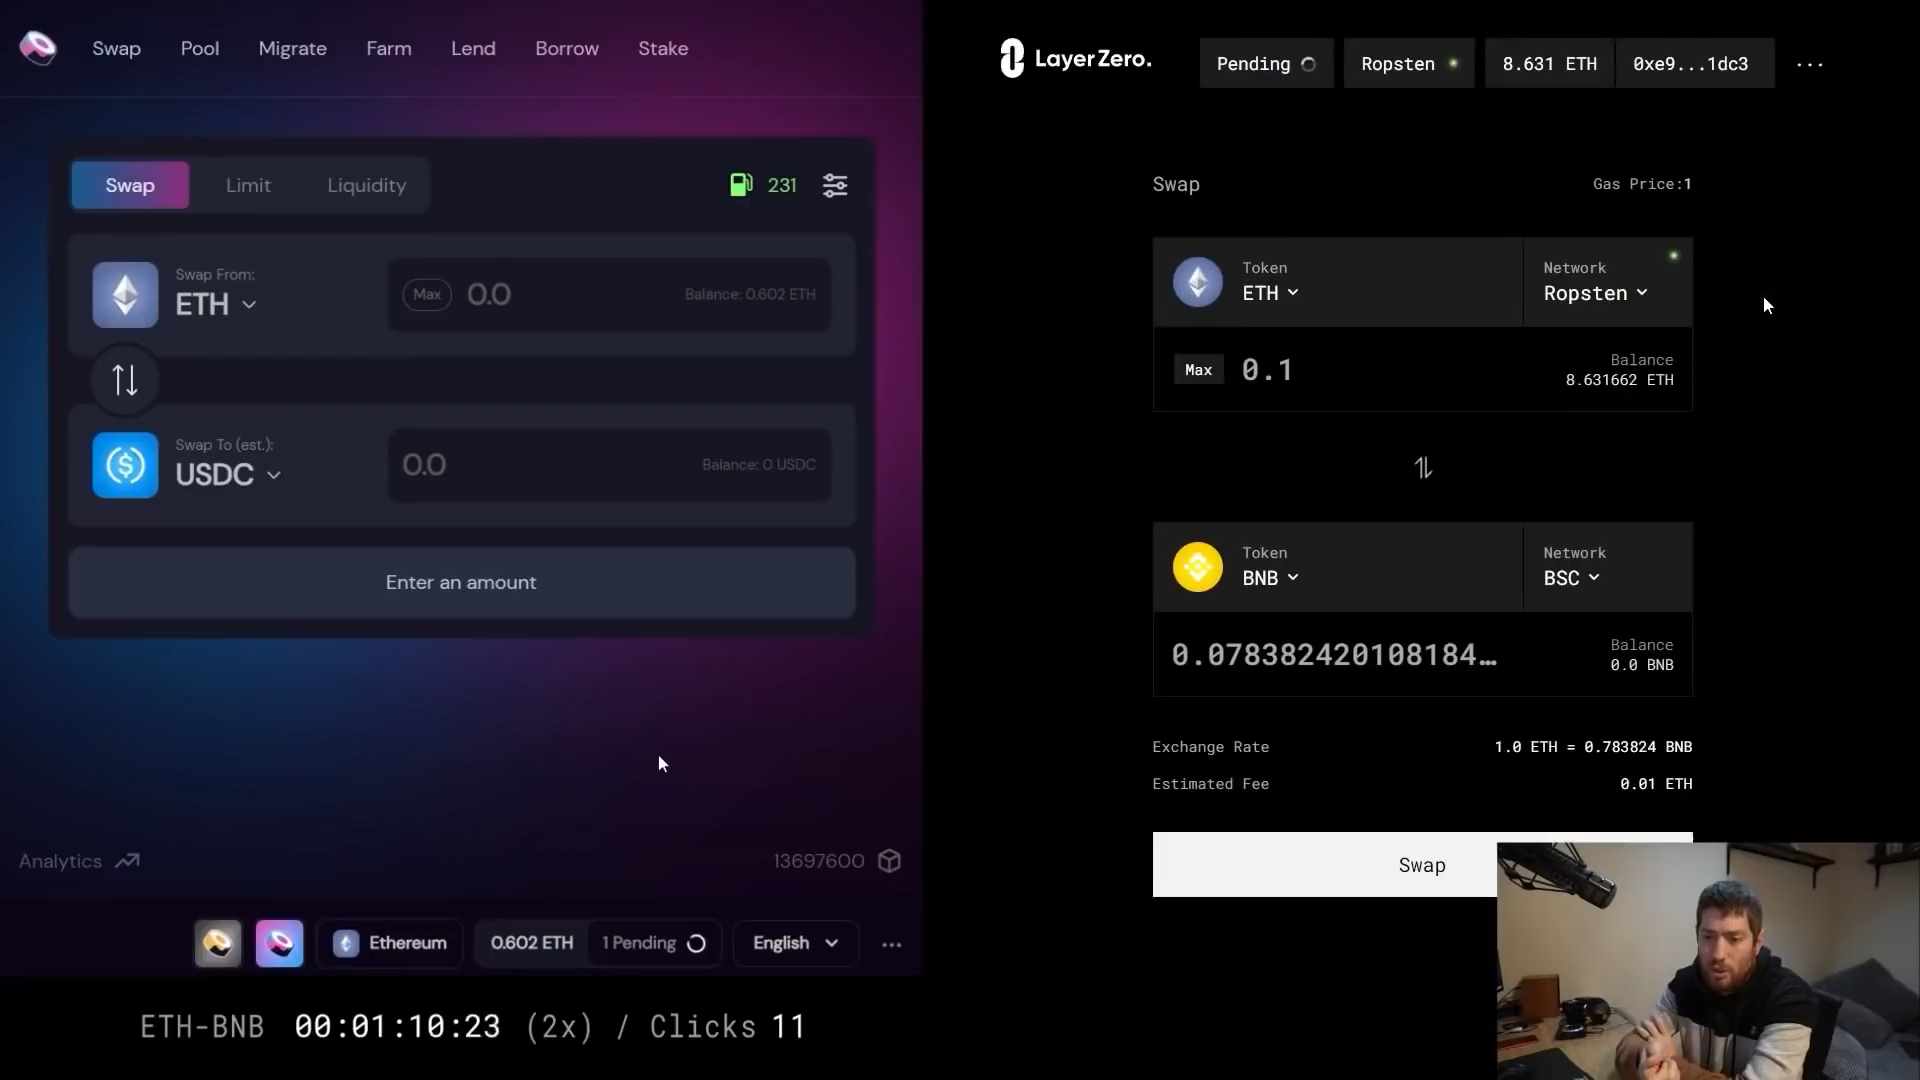 Swap Pool Migrate Farm Lend Borrow Stake
Swap Limit Liquidity 231
Swap From:
ETH
Max 0.0 Balance: 0.602 ETH
Swap To (est.):
USDC
0.0 Balance: 0 USDC
Enter an amount
Analytics 13697600
Ethereum 0.602 ETH 1 Pending English ...
ETH-BNB 00:01:10:23 (2x) / Clicks 11
LayerZero. Pending Ropsten 8.631 ETH 0xe9...1dc3 ...
Swap Gas Price:1
Token Network
ETH Ropsten
Max 0.1 Balance
8.631662 ETH
Token Network
BNB BSC
0.078382420108184… Balance
0.0 BNB
Exchange Rate 1.0 ETH = 0.783824 BNB
Estimated Fee 0.01 ETH
Swap